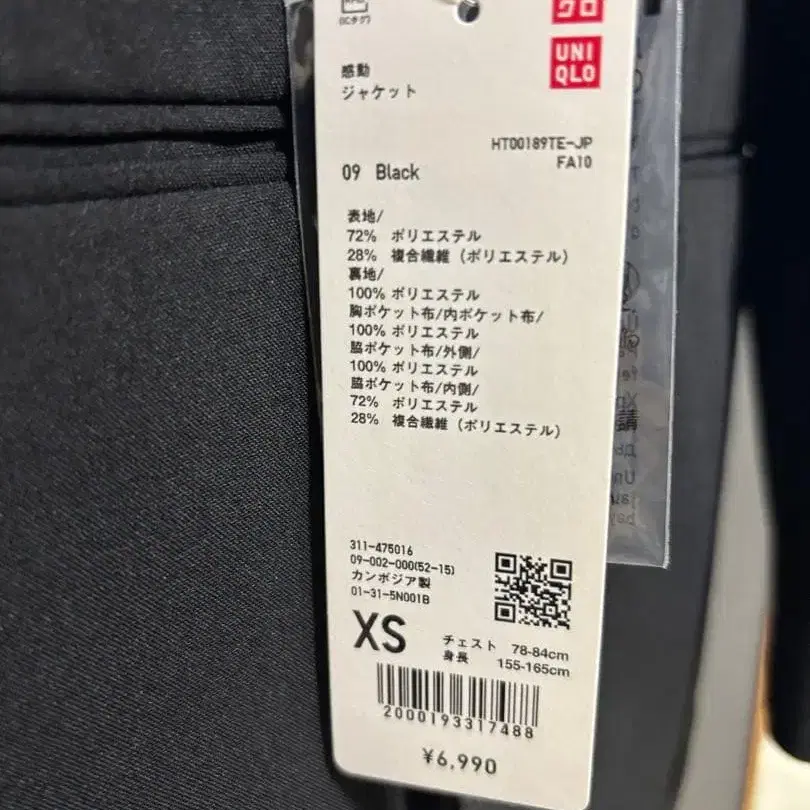 (ICタグ)
クロ
UNI
QLO
感動
ジャケット
HT00189TE-JP
FA10
09 Black
表地/
72% ポリエステル
28% 複合繊維 (ポリエステル)
裏地/
100% ポリエステル
胸ポケット布/内ポケット布/
100% ポリエステル
脇ポケット布/外側/
100% ポリエステル
脇ポケット布/内側/
72% ポリエステル
28% 複合繊維 (ポリエステル)
311-475016
09-002-000(52-15)
カンボジア製
01-31-5N001B
XS
チェスト 78-84cm
身長 155-165cm
2000193317488
¥6,990